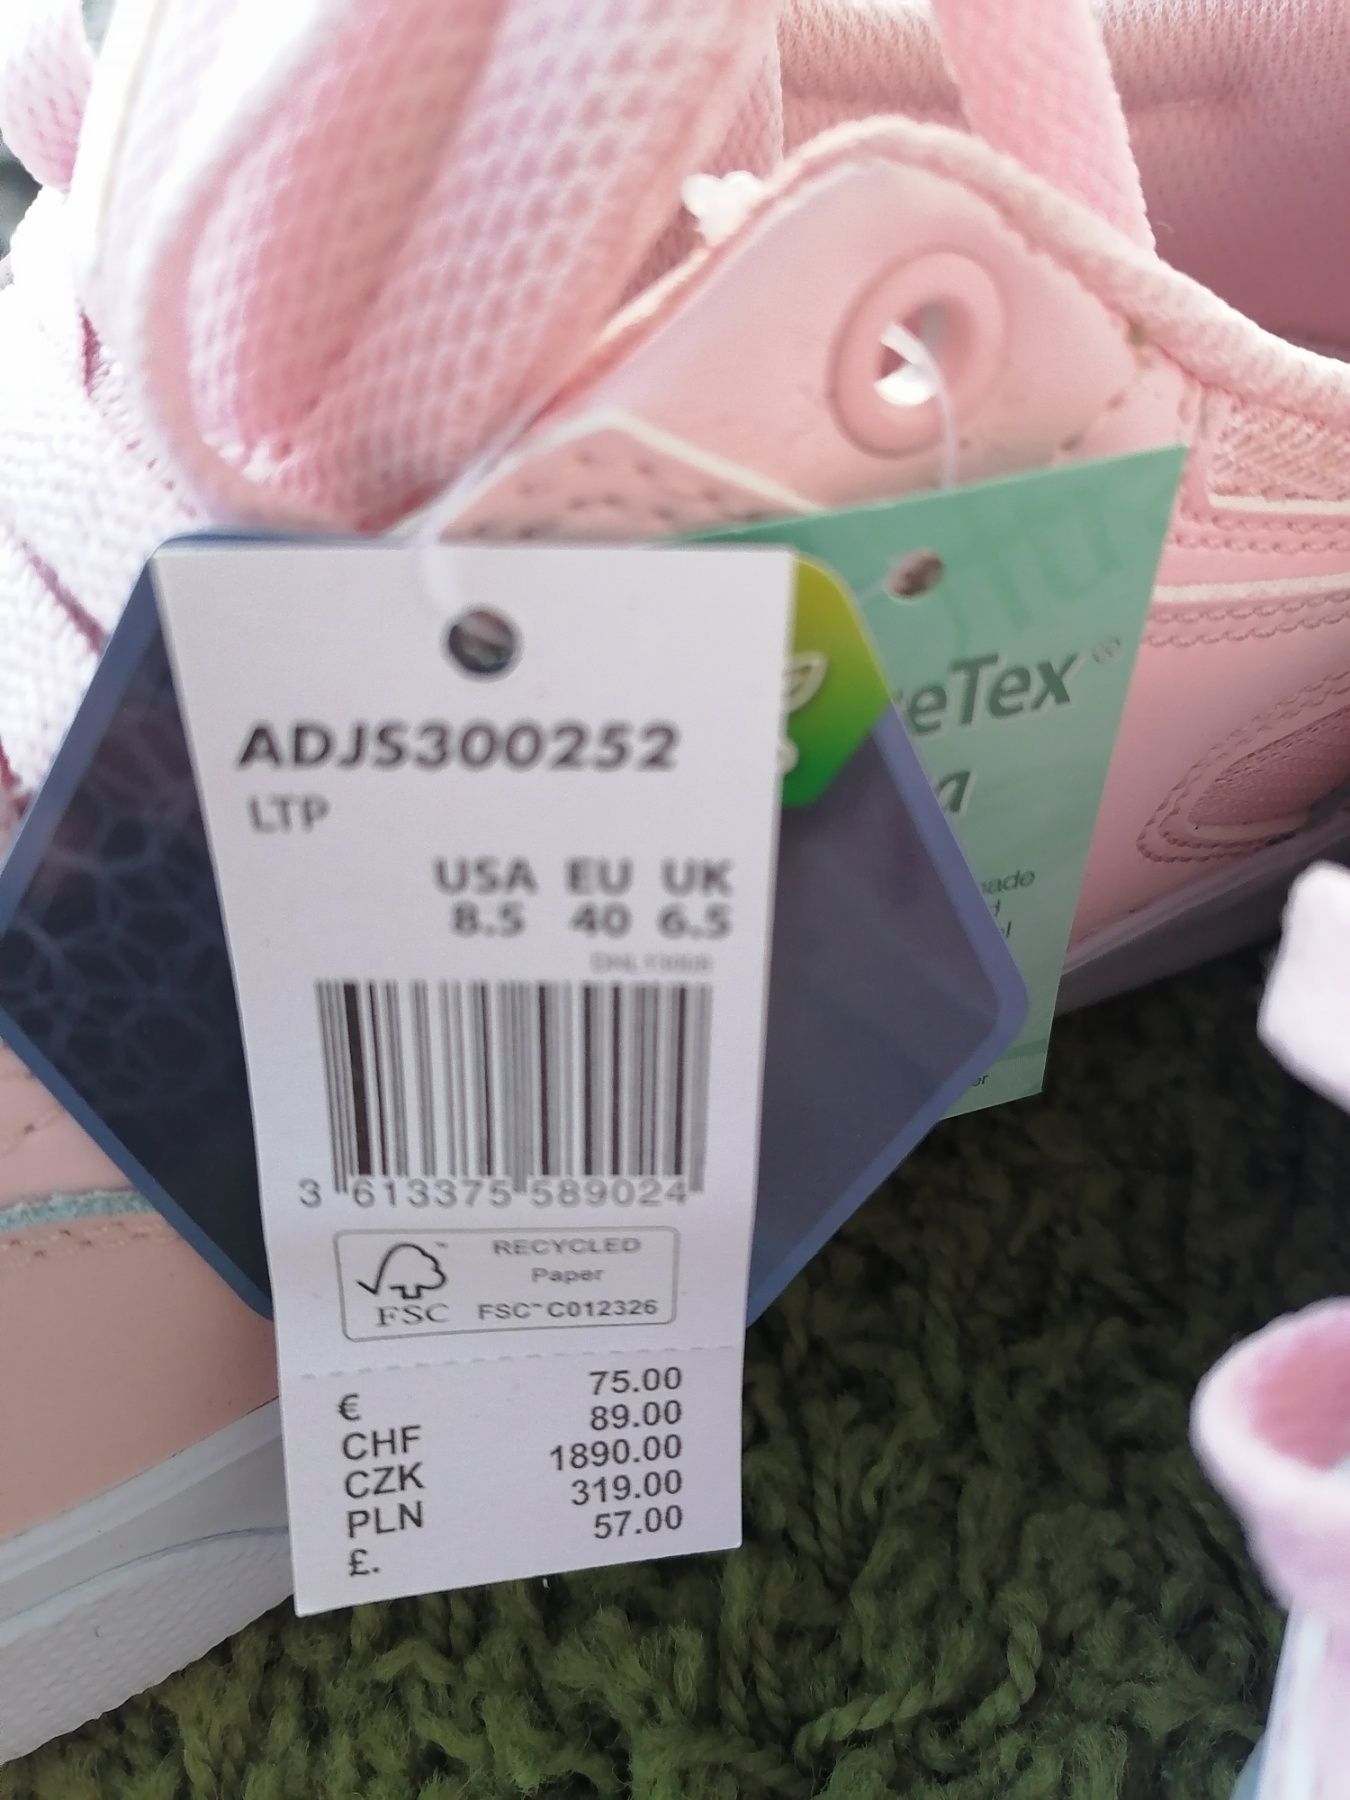 ADJS300252
LTP
USA EU UK
8.5 40 6.5
3 613375 589024
RECYCLED
Paper
FSC™ C012326
FSC
€ 75.00
CHF 89.00
CZK 1890.00
PLN 319.00
£. 57.00
eTex®
a